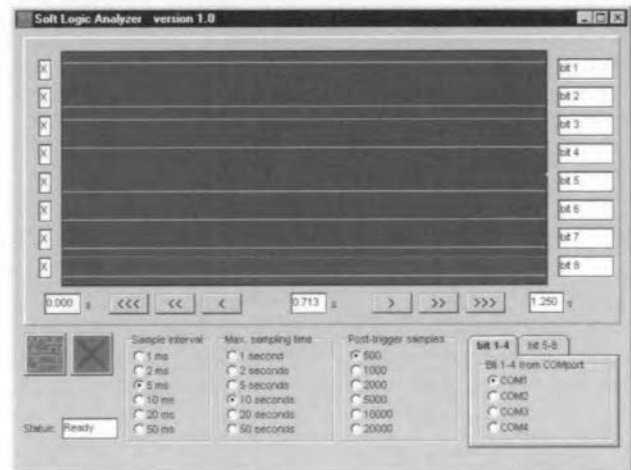 Soft Logic Analyzer version 1.0
X bit 1
X bit 2
X bit 3
X bit 4
X bit 5
X bit 6
X bit 7
X bit 8
0.000 s <<< << < 0.713 s > >> >>> 1.250 s
Sample interval
1 ms
2 ms
5 ms
10 ms
20 ms
50 ms
Max. sampling time
1 second
2 seconds
5 seconds
10 seconds
20 seconds
50 seconds
Post-trigger samples
500
1000
2000
5000
10000
20000
bit 1-4 bit 5-8
Bit 1-4 from COMport
COM1
COM2
COM3
COM4
Status: Ready